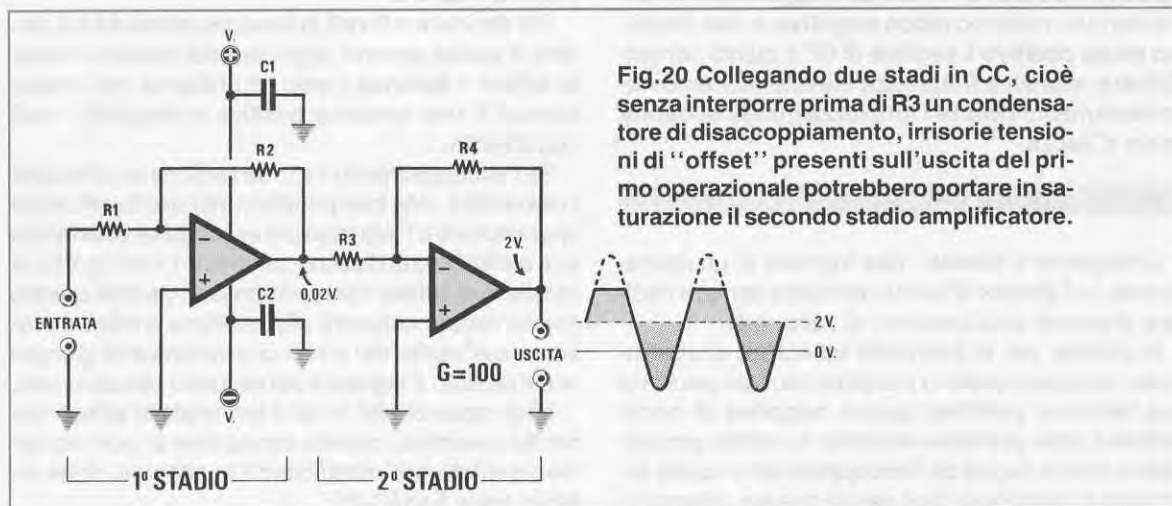 V.
C1
Fig.20 Collegando due stadi in CC, cioè
senza interporre prima di R3 un condensa-
tore di disaccoppiamento, irrisorie tensio-
ni di "offset" presenti sull'uscita del pri-
mo operazionale potrebbero portare in sa-
turazione il secondo stadio amplificatore.
R2
R4
R1
R3
2V.
0,02V.
C2
ENTRATA
USCITA
G=100
2V.
0V.
V.
1º STADIO
2º STADIO